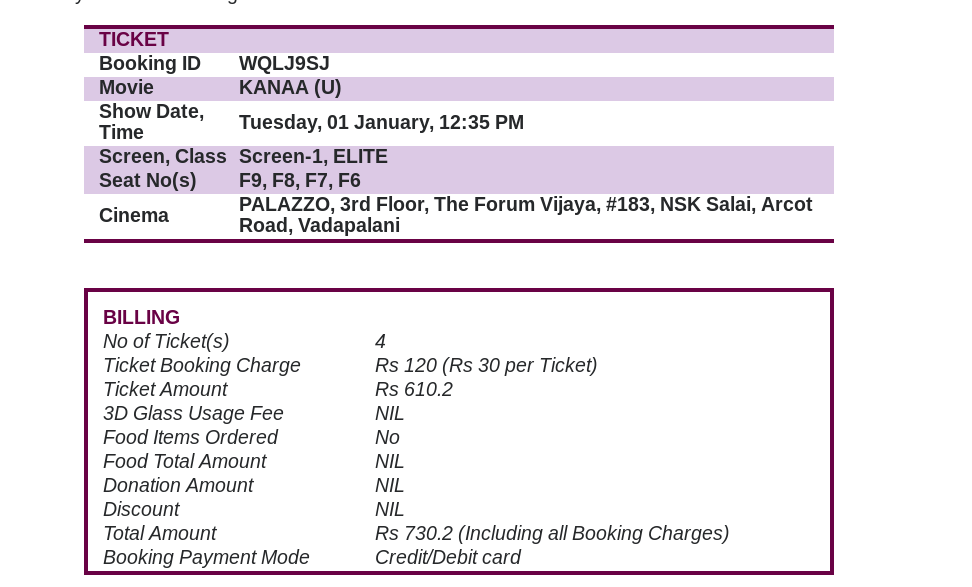 TICKET
Booking ID WQLJ9SJ
Movie KANAA (U)
Show Date,
Time
Tuesday, 01 January, 12:35 PM
Screen, Class Screen-1, ELITE
Seat No(s) F9, F8, F7, F6
Cinema
PALAZZO, 3rd Floor, The Forum Vijaya, #183, NSK Salai, Arcot
Road, Vadapalani
BILLING
No of Ticket(s) 4
Ticket Booking Charge Rs 120 (Rs 30 per Ticket)
Ticket Amount Rs 610.2
3D Glass Usage Fee NIL
Food Items Ordered No
Food Total Amount NIL
Donation Amount NIL
Discount NIL
Total Amount Rs 730.2 (Including all Booking Charges)
Booking Payment Mode Credit/Debit card